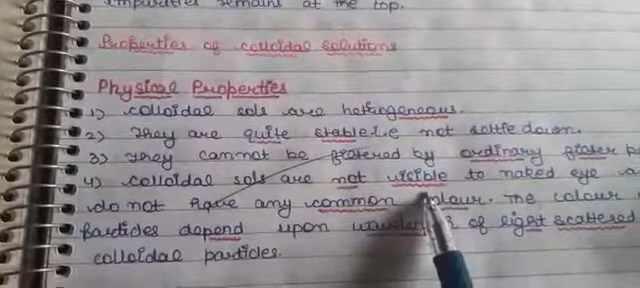 impurities remains at the top.
Properties of colloidal solutions
Physical Properties
1) colloidal sols are heterogeneous.
2) They are quite stable i.e not settle down.
3) They cannot be filtered by ordinary filter
4) colloidal sols are not visible to naked eye
do not have any common colour. The colour
particles depend upon of light scattered
colloidal particles.